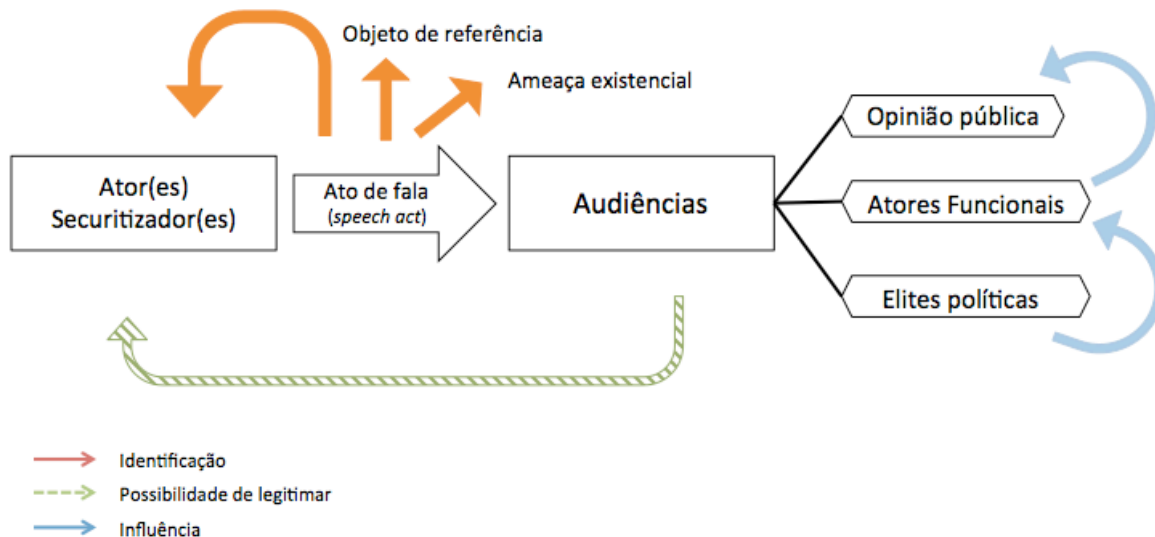 Objeto de referência
Ameaça existencial
Ator(es)
Securitizador(es)
Ato de fala
(speech act)
Audiências
Opinião pública
Atores Funcionais
Elites políticas
Identificação
Possibilidade de legitimar
Influência